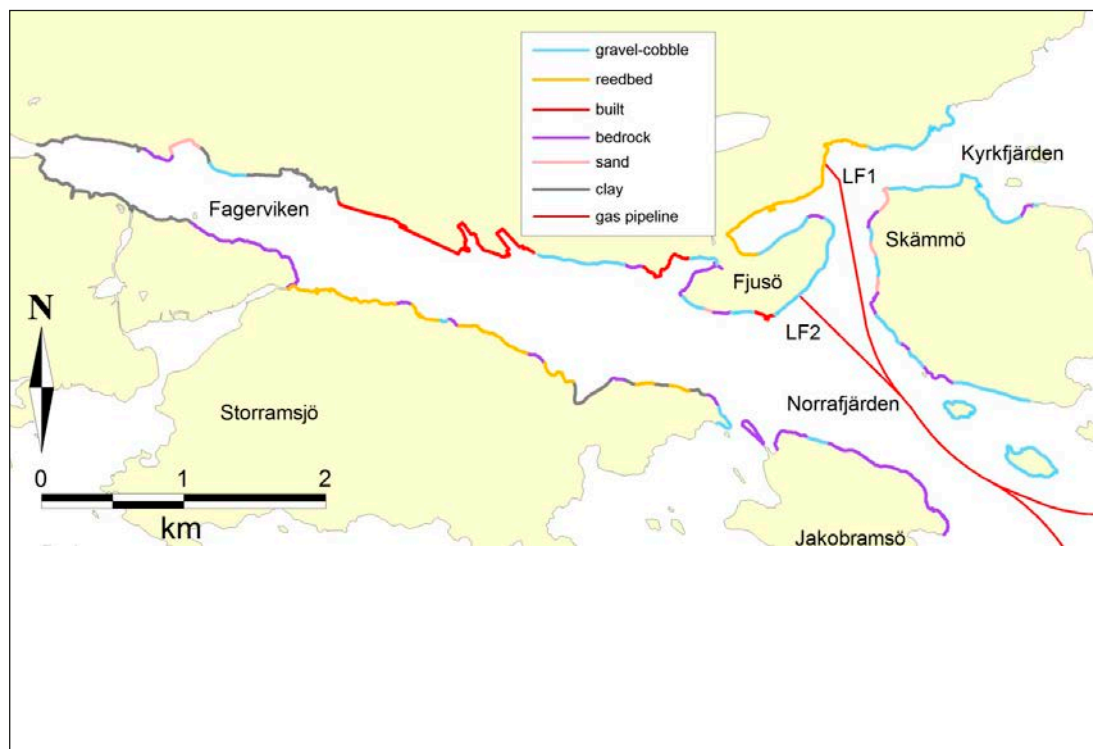 gravel-cobble
reedbed
built
bedrock
sand
clay
gas pipeline
Kyrkfjärden
LF1
Fagerviken
Skämmö
Fjusö
N
LF2
Norrafjärden
Storramsjö
0 1 2
km
Jakobramsö